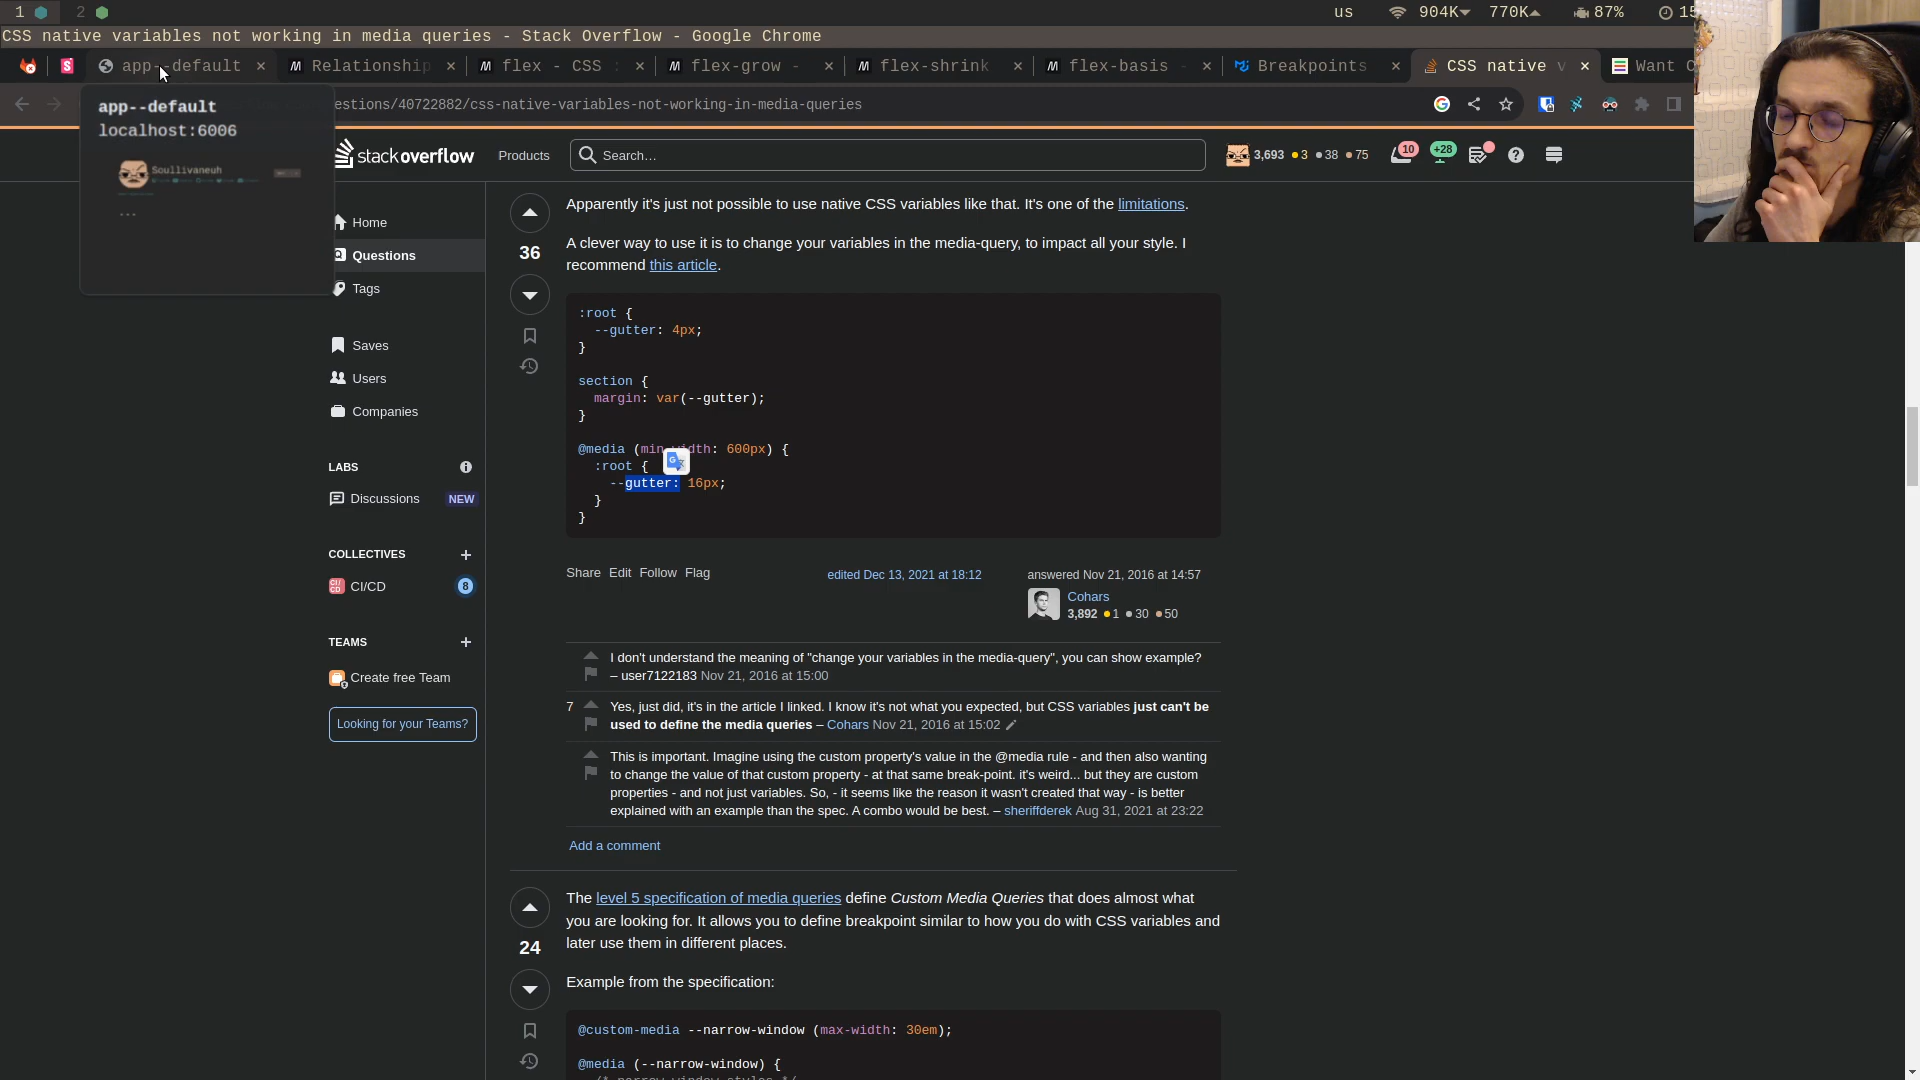 1 2 us 904K 770K 87% 15
CSS native variables not working in media queries - Stack Overflow - Google Chrome
app--default Relationship flex - CSS : flex-grow - flex-shrink flex-basis - Breakpoints CSS native v Want C
estions/40722882/css-native-variables-not-working-in-media-queries
app--default
localhost:6006
Soullivaneuh
...
stackoverflow Products Search… 3,693 3 38 75 10 +28
Home
Questions
Tags
Saves
Users
Companies
LABS
Discussions NEW
COLLECTIVES
CI/CD 8
TEAMS
Create free Team
Looking for your Teams?
Apparently it's just not possible to use native CSS variables like that. It's one of the limitations.
36
A clever way to use it is to change your variables in the media-query, to impact all your style. I
recommend this article.
:root {
--gutter: 4px;
}
section {
margin: var(--gutter);
}
@media (min-width: 600px) {
:root {
--gutter: 16px;
}
}
Share Edit Follow Flag
edited Dec 13, 2021 at 18:12
answered Nov 21, 2016 at 14:57
Cohars
3,892 1 30 50
I don't understand the meaning of "change your variables in the media-query", you can show example?
– user7122183 Nov 21, 2016 at 15:00
7 Yes, just did, it's in the article I linked. I know it's not what you expected, but CSS variables just can't be
used to define the media queries – Cohars Nov 21, 2016 at 15:02
This is important. Imagine using the custom property's value in the @media rule - and then also wanting
to change the value of that custom property - at that same break-point. it's weird... but they are custom
properties - and not just variables. So, - it seems like the reason it wasn't created that way - is better
explained with an example than the spec. A combo would be best. – sheriffderek Aug 31, 2021 at 23:22
Add a comment
The level 5 specification of media queries define Custom Media Queries that does almost what
you are looking for. It allows you to define breakpoint similar to how you do with CSS variables and
later use them in different places.
24
Example from the specification:
@custom-media --narrow-window (max-width: 30em);
@media (--narrow-window) {
/* narrow window styles */